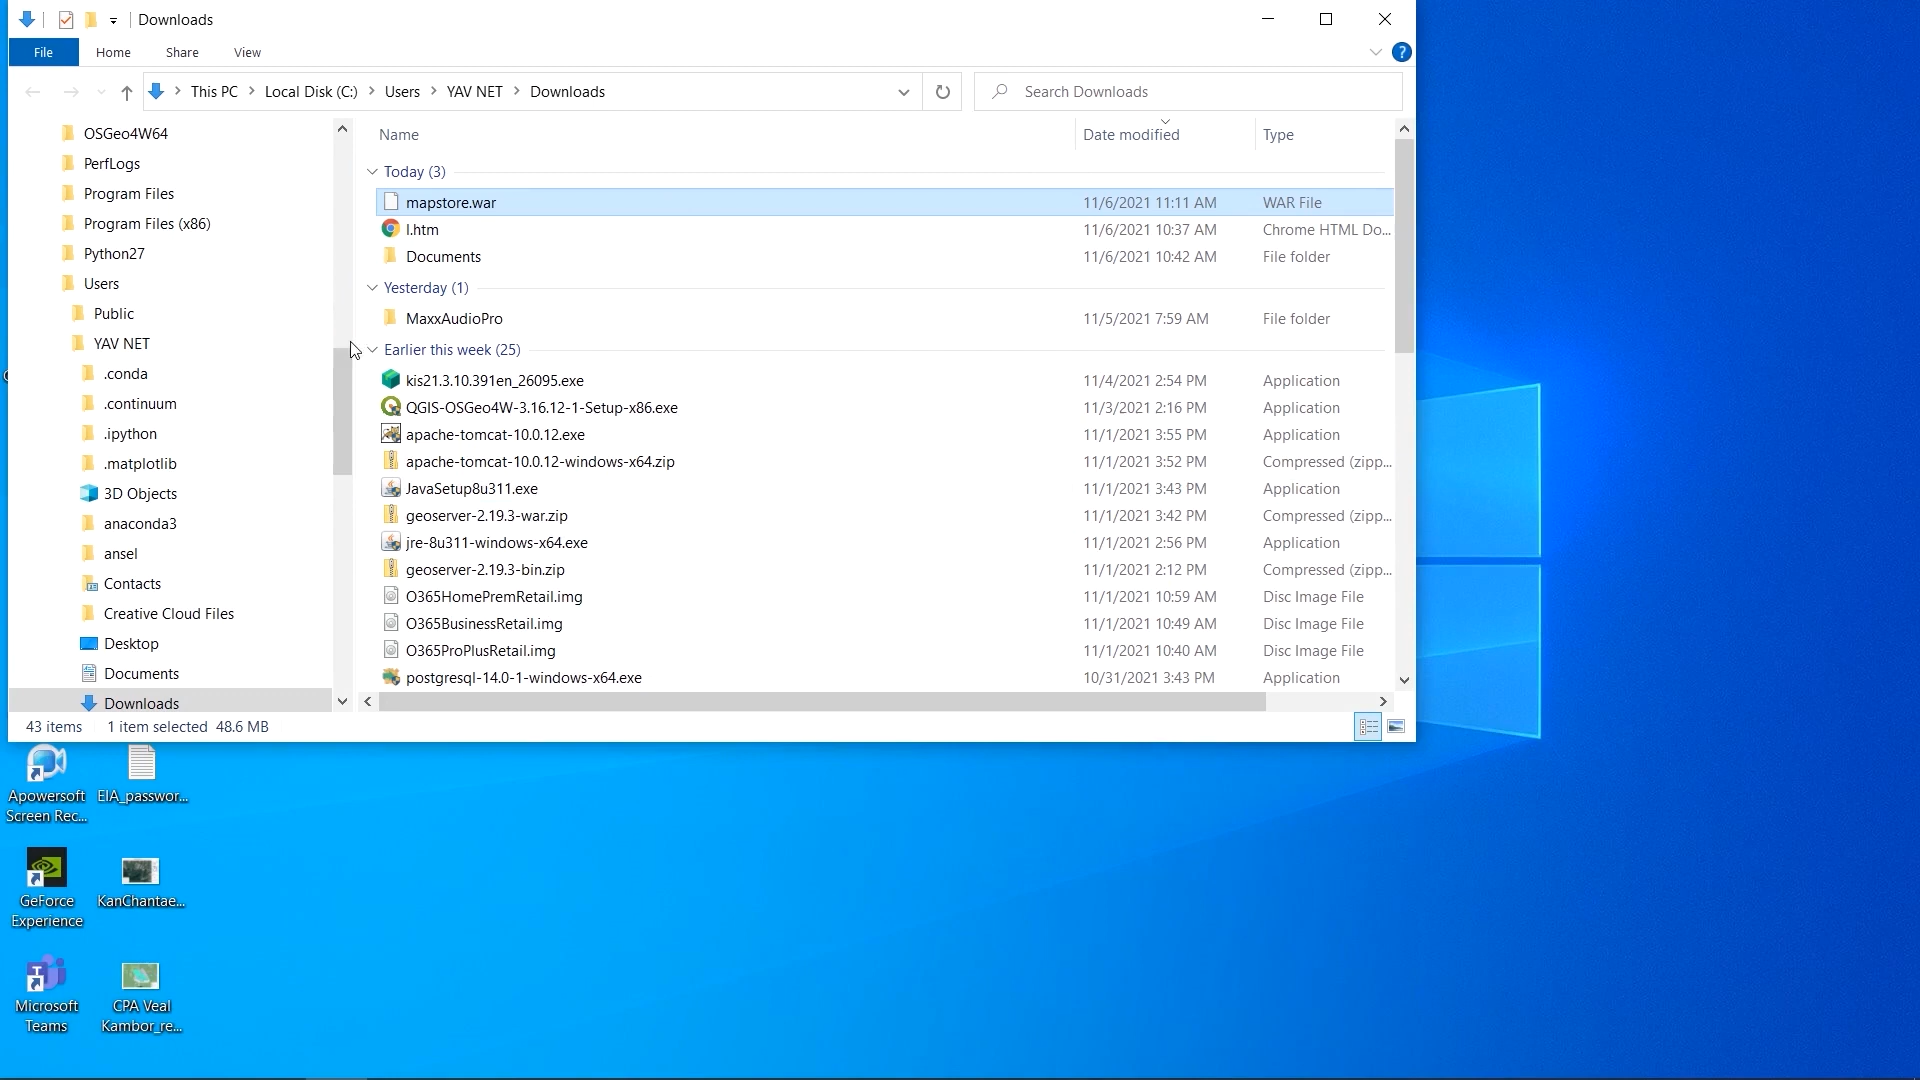 Downloads
File Home Share View
This PC Local Disk (C:) Users YAV NET Downloads
Search Downloads
OSGeo4W64
PerfLogs
Program Files
Program Files (x86)
Python27
Users
Public
YAV NET
.conda
.continuum
.ipython
.matplotlib
3D Objects
anaconda3
ansel
Contacts
Creative Cloud Files
Desktop
Documents
Downloads
Name Date modified Type
Today (3)
mapstore.war 11/6/2021 11:11 AM WAR File
l.htm 11/6/2021 10:37 AM Chrome HTML Do...
Documents 11/6/2021 10:42 AM File folder
Yesterday (1)
MaxxAudioPro 11/5/2021 7:59 AM File folder
Earlier this week (25)
kis21.3.10.391en_26095.exe 11/4/2021 2:54 PM Application
QGIS-OSGeo4W-3.16.12-1-Setup-x86.exe 11/3/2021 2:16 PM Application
apache-tomcat-10.0.12.exe 11/1/2021 3:55 PM Application
apache-tomcat-10.0.12-windows-x64.zip 11/1/2021 3:52 PM Compressed (zipp...
JavaSetup8u311.exe 11/1/2021 3:43 PM Application
geoserver-2.19.3-war.zip 11/1/2021 3:42 PM Compressed (zipp...
jre-8u311-windows-x64.exe 11/1/2021 2:56 PM Application
geoserver-2.19.3-bin.zip 11/1/2021 2:12 PM Compressed (zipp...
O365HomePremRetail.img 11/1/2021 10:59 AM Disc Image File
O365BusinessRetail.img 11/1/2021 10:49 AM Disc Image File
O365ProPlusRetail.img 11/1/2021 10:40 AM Disc Image File
postgresql-14.0-1-windows-x64.exe 10/31/2021 3:43 PM Application
43 items 1 item selected 48.6 MB
Apowersoft
Screen Rec...
EIA_passwor...
GeForce
Experience
KanChantae...
Microsoft
Teams
CPA Veal
Kambor_re...